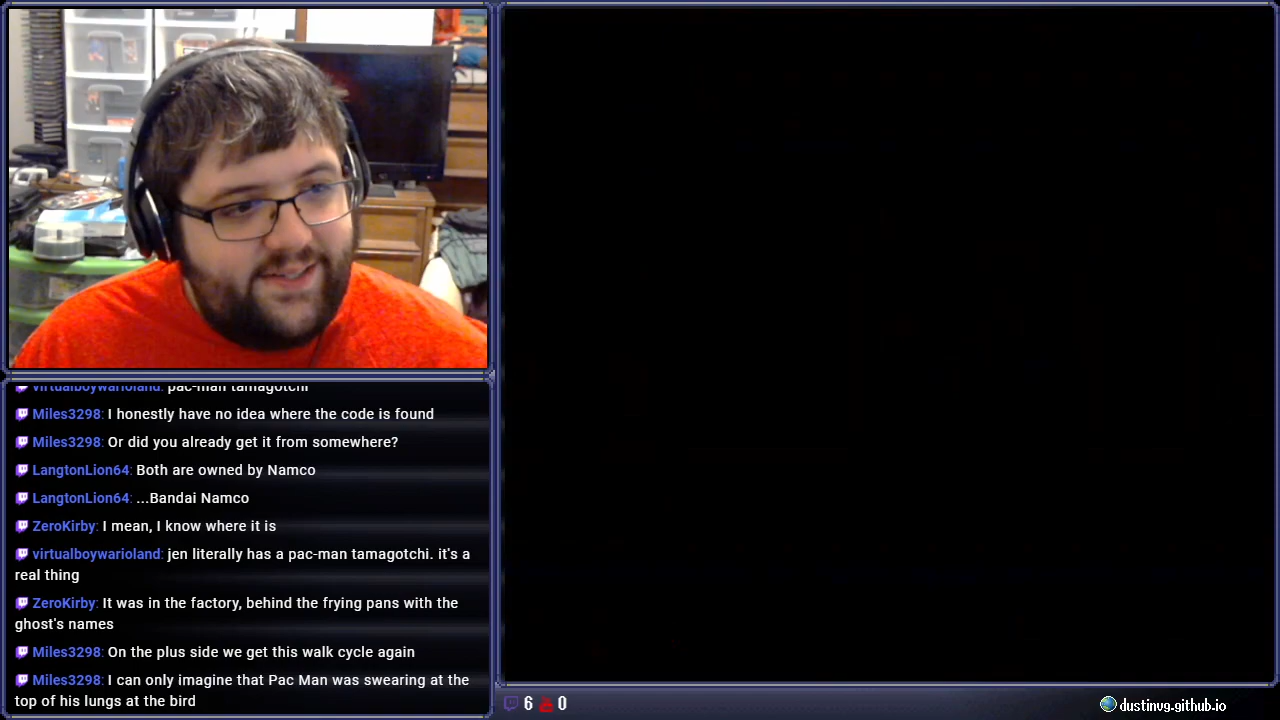 virtualboywarioland: pac-man tamagotchi
Miles3298: I honestly have no idea where the code is found
Miles3298: Or did you already get it from somewhere?
LangtonLion64: Both are owned by Namco
LangtonLion64: ...Bandai Namco
ZeroKirby: I mean, I know where it is
virtualboywarioland: jen literally has a pac-man tamagotchi. it's a
real thing
ZeroKirby: It was in the factory, behind the frying pans with the
ghost's names
Miles3298: On the plus side we get this walk cycle again
Miles3298: I can only imagine that Pac Man was swearing at the
top of his lungs at the bird
6 0
dustinvg.github.io